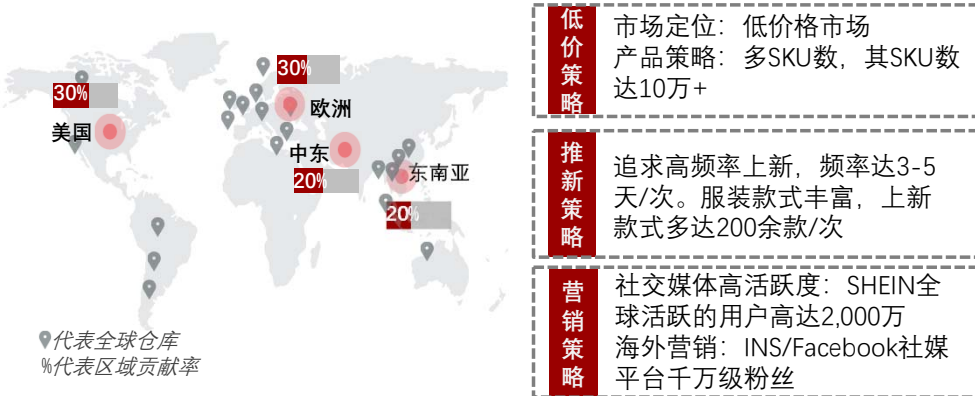 30%
美国
30%
欧洲
中东
20%
东南亚
20%
代表全球仓库
%代表区域贡献率
低价策略
市场定位：低价格市场
产品策略：多SKU数，其SKU数
达10万+
推新策略
追求高频率上新，频率达3-5
天/次。服装款式丰富，上新
款式多达200余款/次
营销策略
社交媒体高活跃度：SHEIN全
球活跃的用户高达2,000万
海外营销：INS/Facebook社媒
平台千万级粉丝